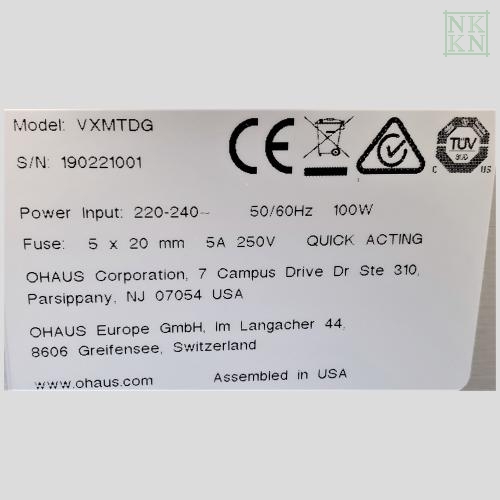 NK
KN
Model: VXMTDG
S/N: 190221001
CE
TÜV
SÜD
C US
Power Input: 220-240~ 50/60Hz 100W
Fuse: 5 x 20 mm 5A 250V QUICK ACTING
OHAUS Corporation, 7 Campus Drive Dr Ste 310,
Parsippany, NJ 07054 USA
OHAUS Europe GmbH, Im Langacher 44,
8606 Greifensee, Switzerland
www.ohaus.com Assembled in USA